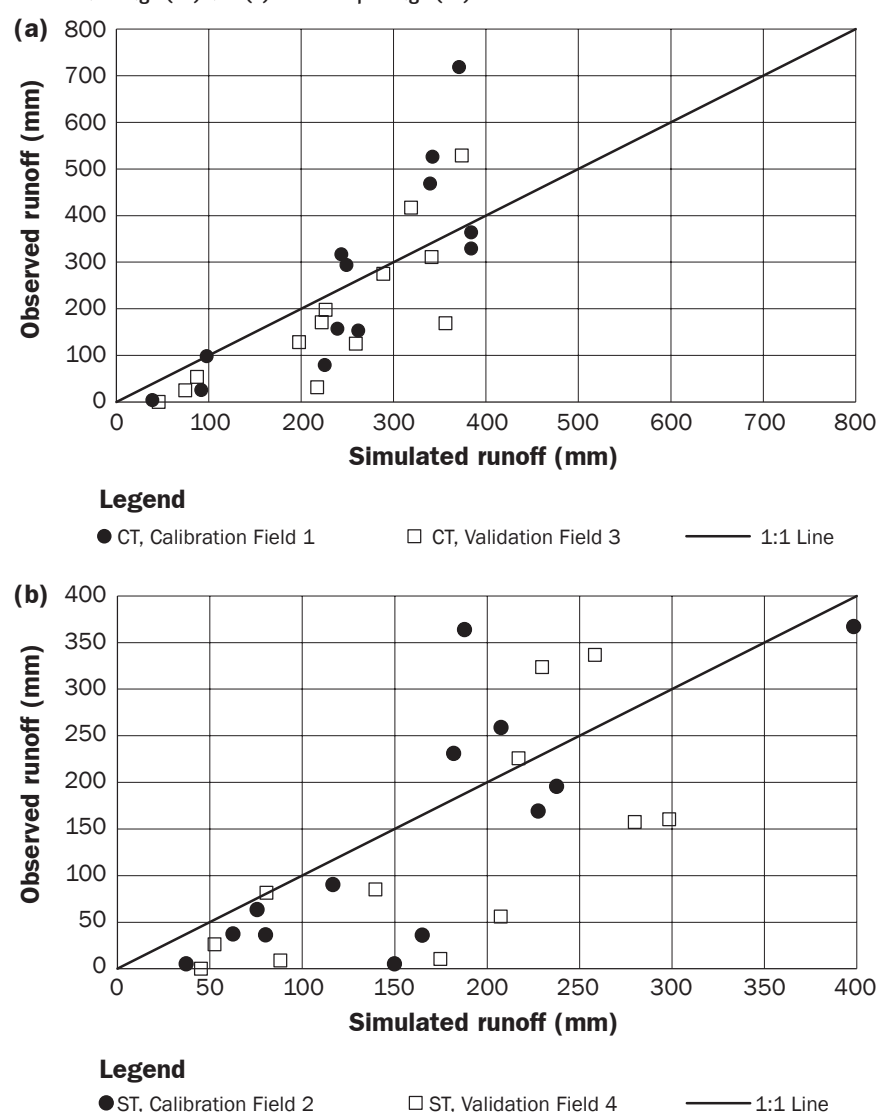 (a)
800
700
600
500
400
300
200
100
0
Observed runoff (mm)
0 100 200 300 400 500 600 700 800
Simulated runoff (mm)
Legend
CT, Calibration Field 1 CT, Validation Field 3 1:1 Line
(b)
400
350
300
250
200
150
100
50
0
Observed runoff (mm)
0 50 100 150 200 250 300 350 400
Simulated runoff (mm)
Legend
ST, Calibration Field 2 ST, Validation Field 4 1:1 Line